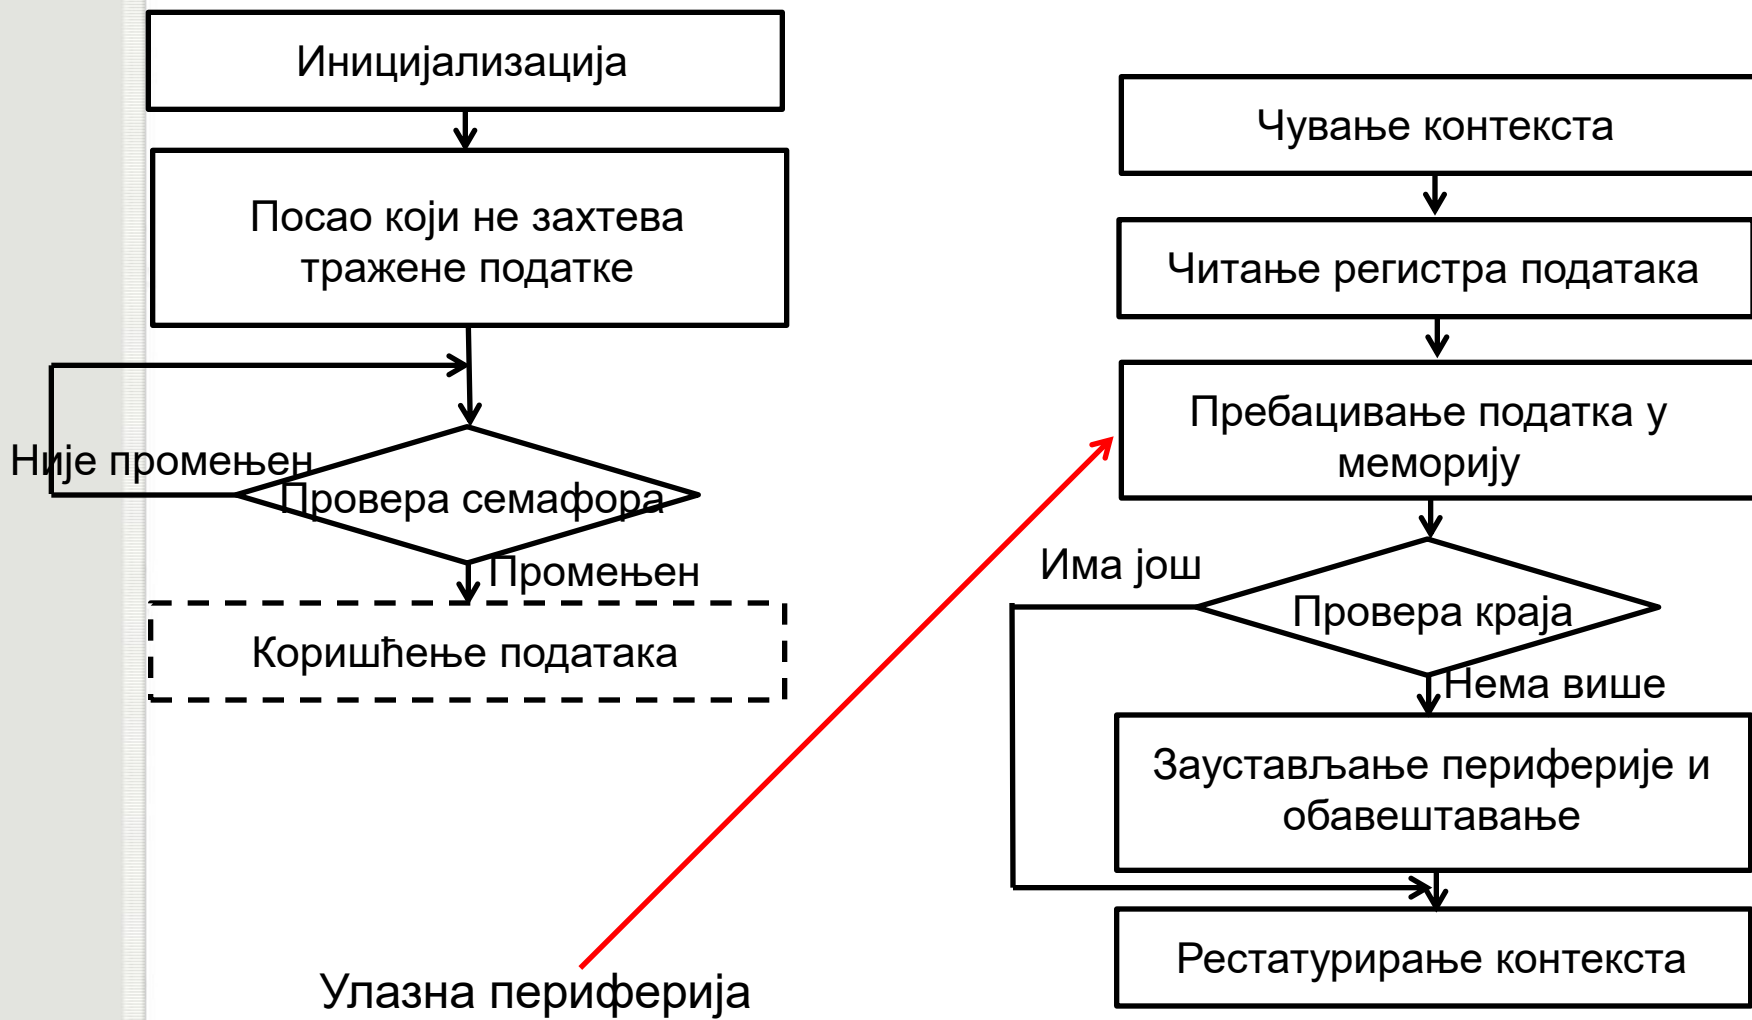 Иницијализација
Посао који не захтева
тражене податке
Није промењен
Провера семафора
Промењен
Коришћење података
Улазна периферија
Чување контекста
Читање регистра података
Пребацивање податка у
меморију
Има још
Провера краја
Нема више
Заустављање периферије и
обавештавање
Рестатурирање контекста